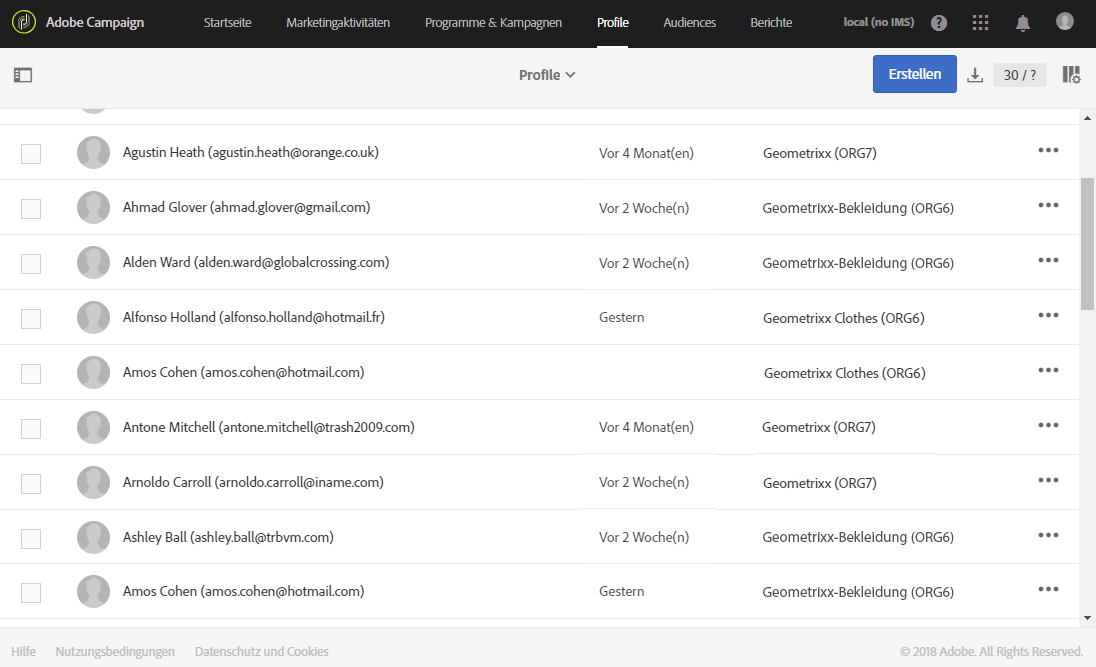 Adobe Campaign Startseite Marketingaktivitäten Programme & Kampagnen Profile Audiences Berichte local (no IMS)
Profile Erstellen 30 / ?
Agustin Heath (agustin.heath@orange.co.uk) Vor 4 Monat(en) Geometrixx (ORG7)
Ahmad Glover (ahmad.glover@gmail.com) Vor 2 Woche(n) Geometrixx-Bekleidung (ORG6)
Alden Ward (alden.ward@globalcrossing.com) Vor 2 Woche(n) Geometrixx-Bekleidung (ORG6)
Alfonso Holland (alfonso.holland@hotmail.fr) Gestern Geometrixx Clothes (ORG6)
Amos Cohen (amos.cohen@hotmail.com) Geometrixx Clothes (ORG6)
Antone Mitchell (antone.mitchell@trash2009.com) Vor 4 Monat(en) Geometrixx (ORG7)
Arnoldo Carroll (arnoldo.carroll@iname.com) Vor 2 Woche(n) Geometrixx (ORG7)
Ashley Ball (ashley.ball@trbvm.com) Vor 2 Woche(n) Geometrixx-Bekleidung (ORG6)
Amos Cohen (amos.cohen@hotmail.com) Gestern Geometrixx-Bekleidung (ORG6)
Hilfe Nutzungsbedingungen Datenschutz und Cookies © 2018 Adobe. All Rights Reserved.